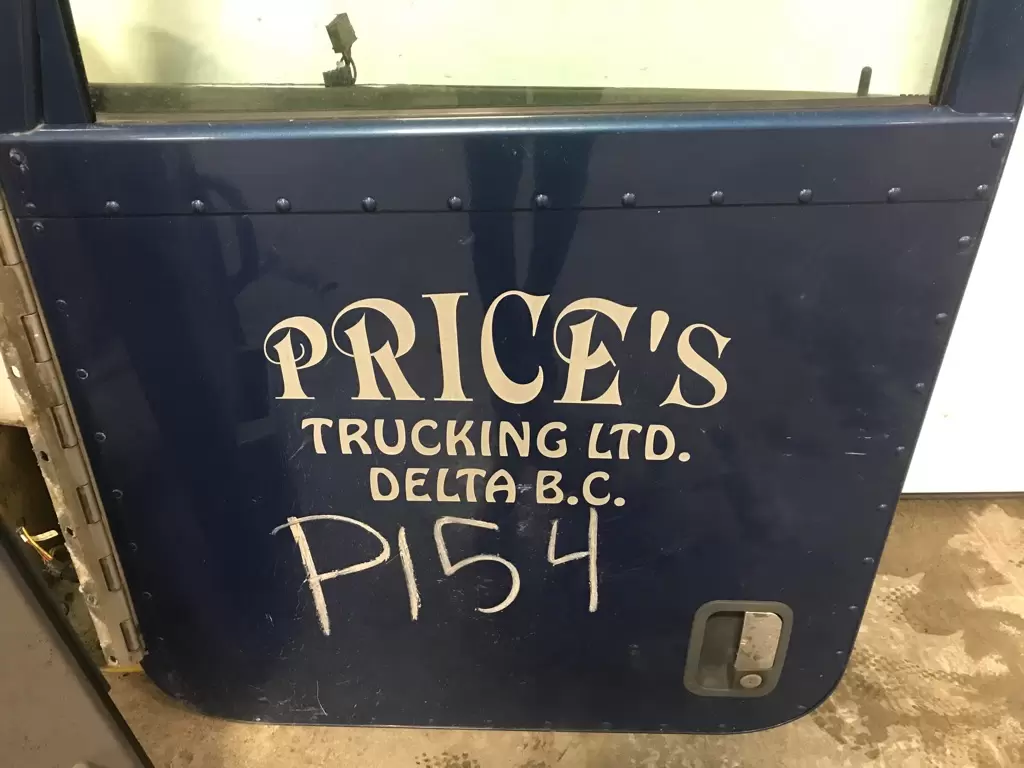 PRICE'S
TRUCKING LTD.
DELTA B.C.
P154